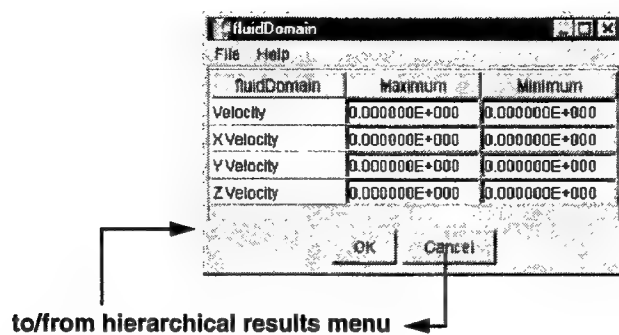 fluidDomain
File Help
fluidDomain Maximum Minimum
Velocity 0.000000E+000 0.000000E+000
X Velocity 0.000000E+000 0.000000E+000
Y Velocity 0.000000E+000 0.000000E+000
Z Velocity 0.000000E+000 0.000000E+000
OK Cancel
to/from hierarchical results menu